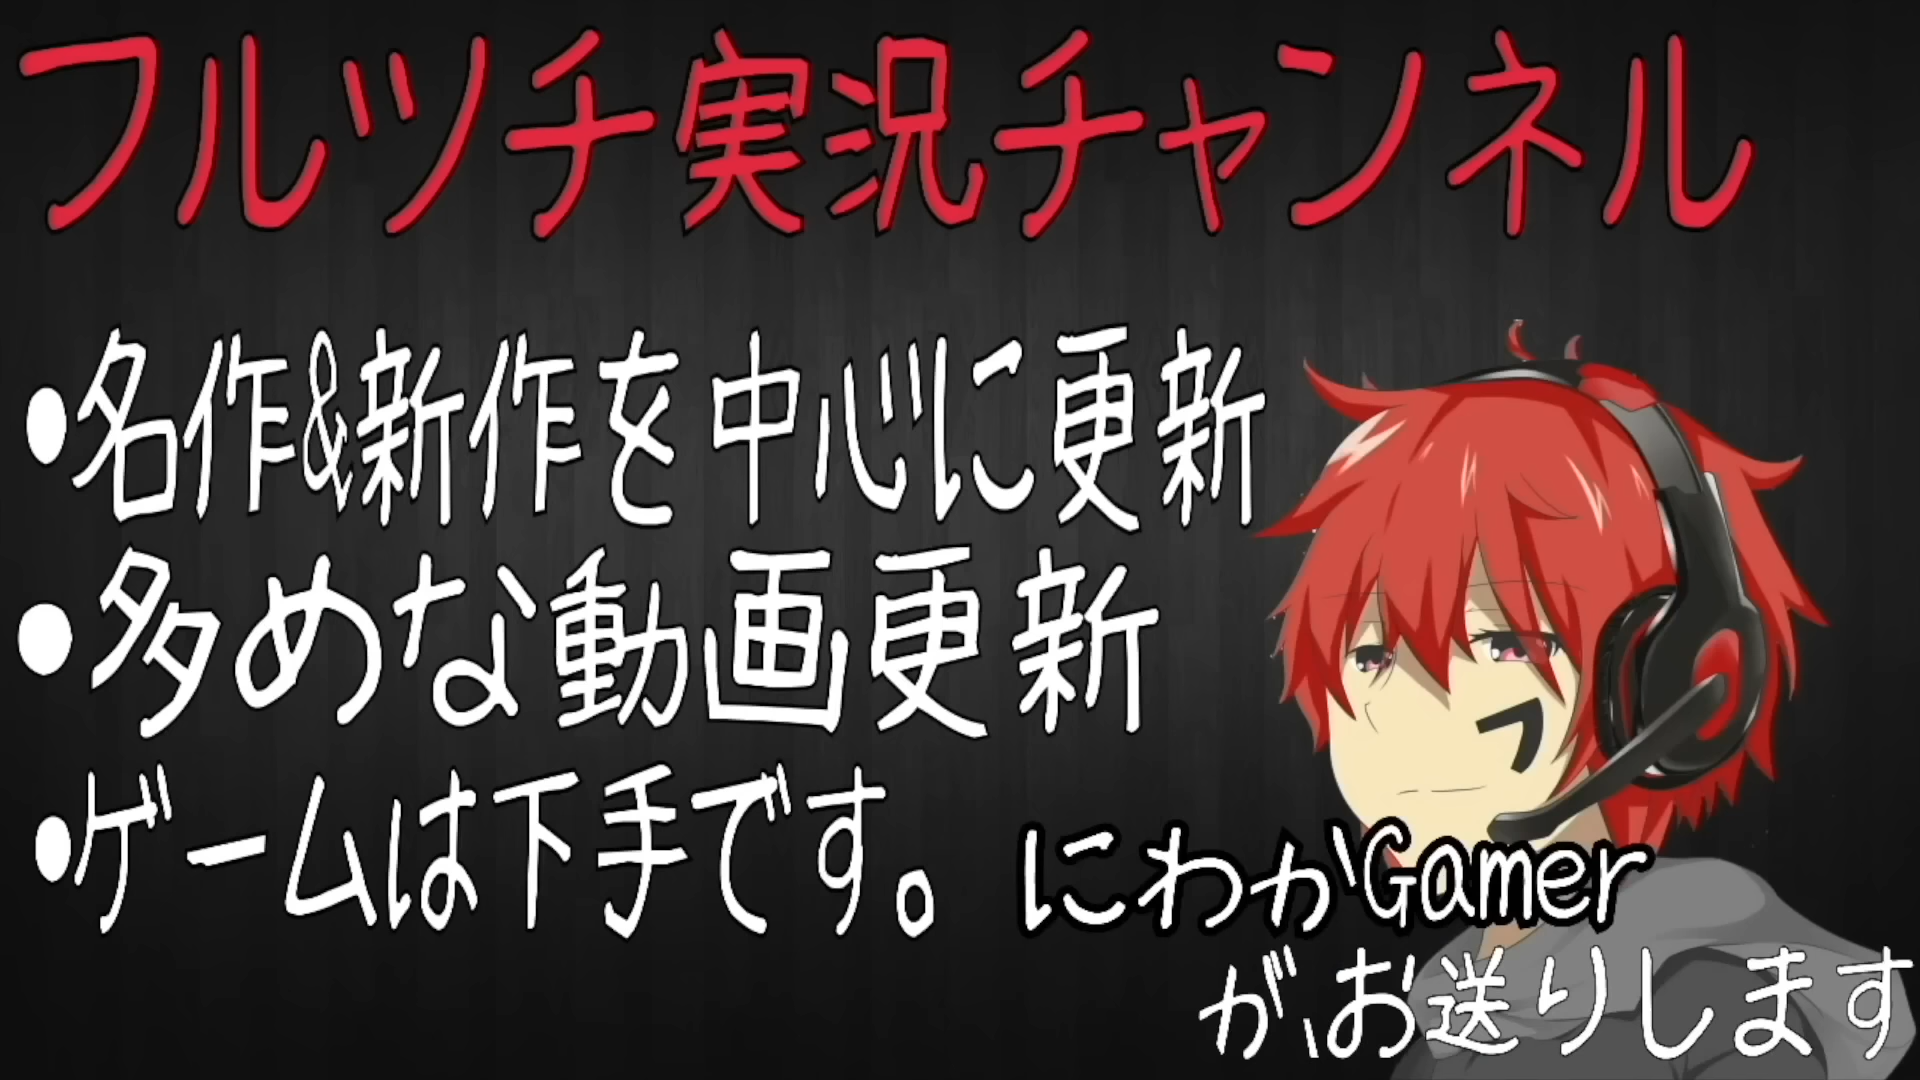 フルツチ実況チャンネル
•名作&新作を中心に更新
•多めな動画更新
•ゲームは下手です。
にわかGamer
がお送りします
フ